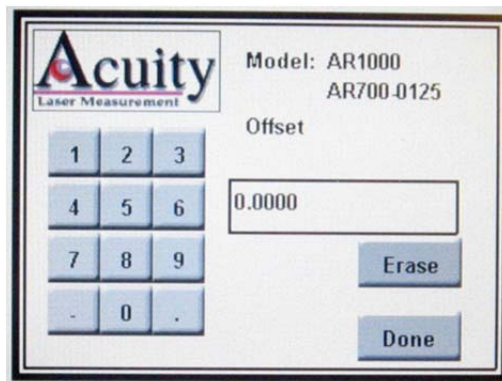 Acuity
Laser Measurement
Model: AR1000
AR700-0125
Offset
1 2 3
4 5 6
7 8 9
- 0 .
0.0000
Erase
Done